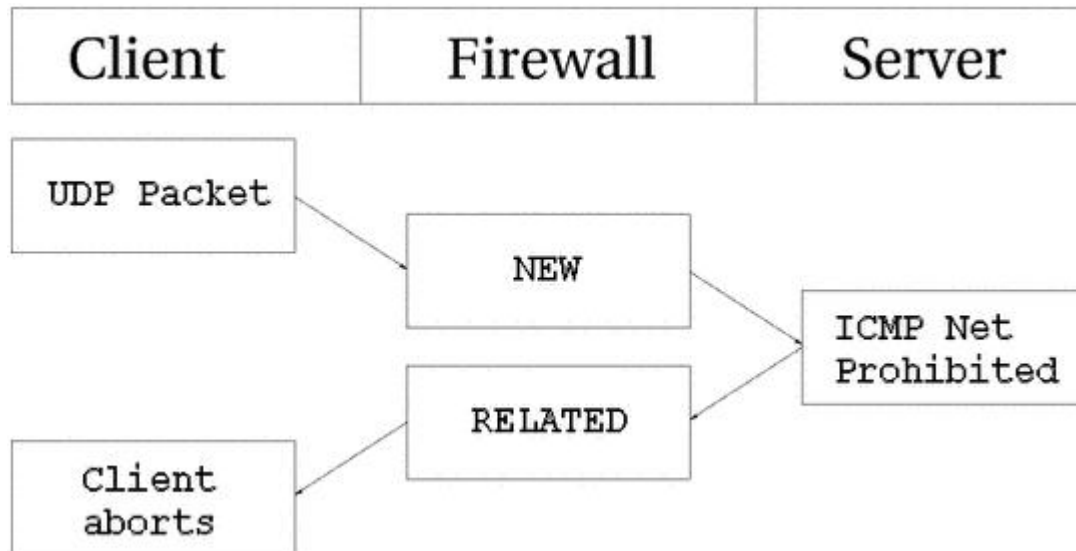 Client Firewall Server
UDP Packet
NEW
ICMP Net
Prohibited
RELATED
Client
aborts